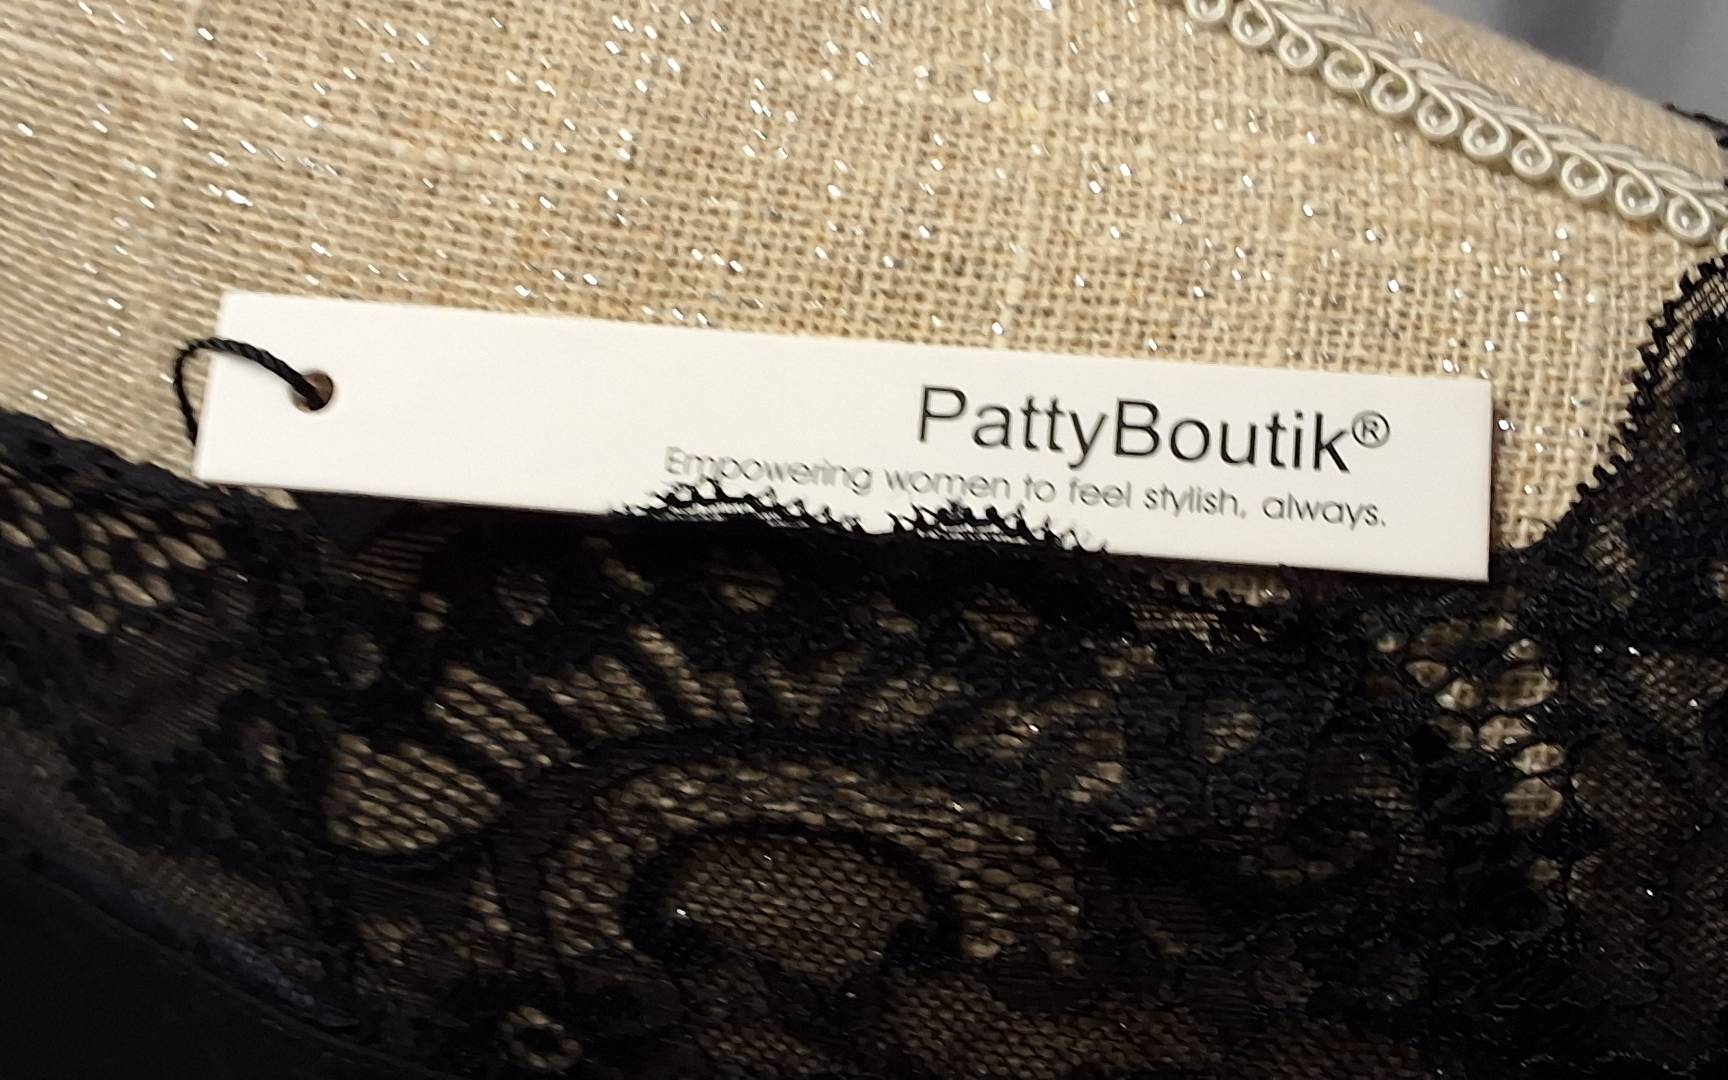 PattyBoutik®
Empowering women to feel stylish, always.